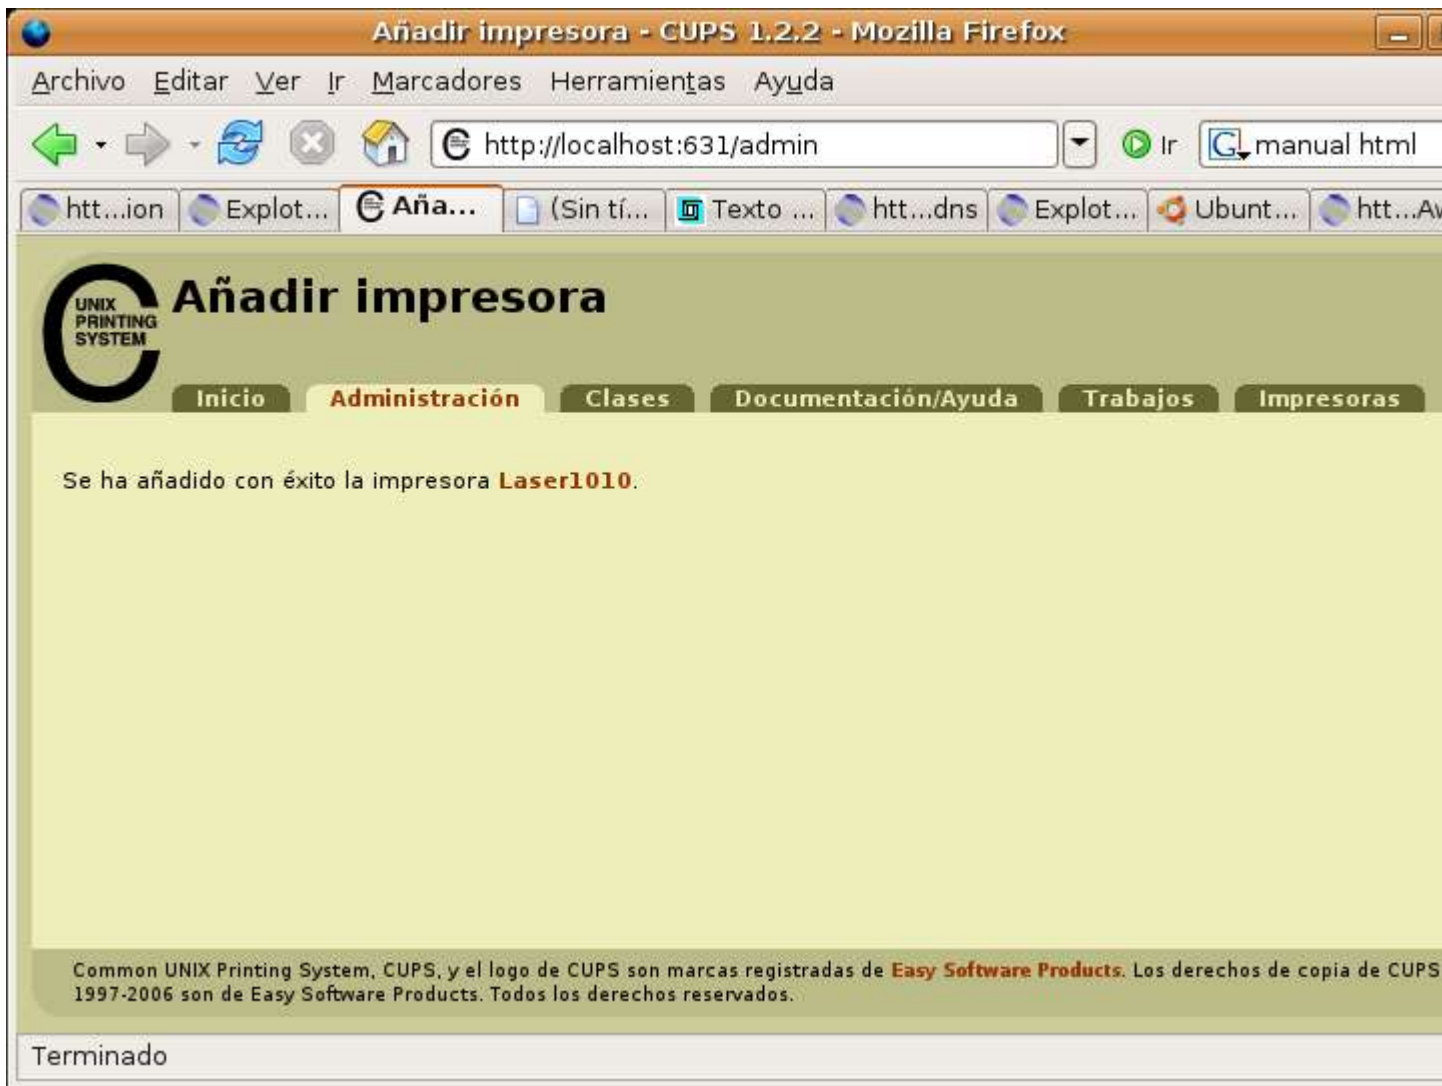 Añadir impresora - CUPS 1.2.2 - Mozilla Firefox
Archivo Editar Ver Ir Marcadores Herramientas Ayuda
http://localhost:631/admin Ir G manual html
htt...ion Explot... Aña... (Sin tí... Texto ... htt...dns Explot... Ubunt... htt...Av
UNIX
PRINTING
SYSTEM
Añadir impresora
Inicio Administración Clases Documentación/Ayuda Trabajos Impresoras
Se ha añadido con éxito la impresora Laser1010.
Common UNIX Printing System, CUPS, y el logo de CUPS son marcas registradas de Easy Software Products. Los derechos de copia de CUPS
1997-2006 son de Easy Software Products. Todos los derechos reservados.
Terminado